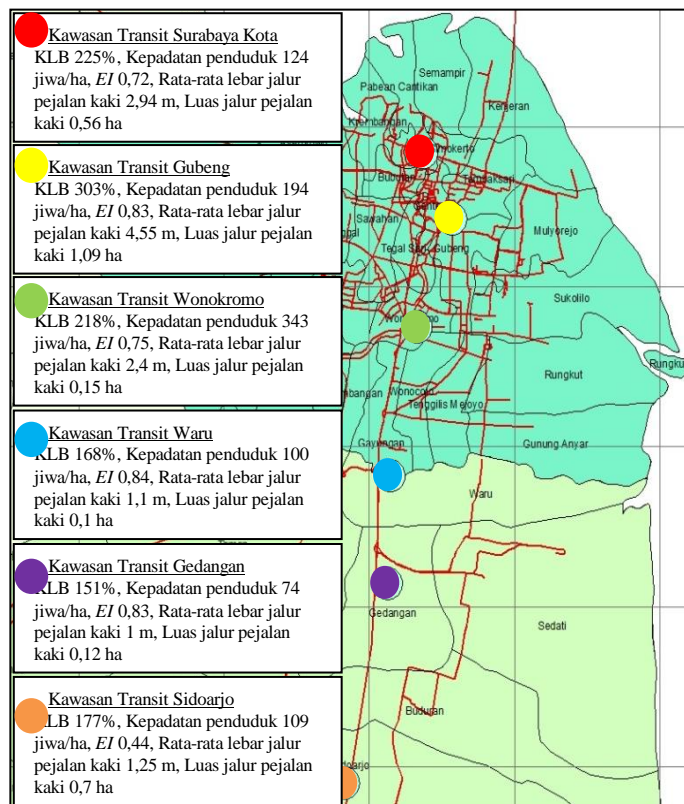 Kawasan Transit Surabaya Kota
KLB 225%, Kepadatan penduduk 124
jiwa/ha, EI 0,72, Rata-rata lebar jalur
pejalan kaki 2,94 m, Luas jalur pejalan
kaki 0,56 ha
Kawasan Transit Gubeng
KLB 303%, Kepadatan penduduk 194
jiwa/ha, EI 0,83, Rata-rata lebar jalur
pejalan kaki 4,55 m, Luas jalur pejalan
kaki 1,09 ha
Kawasan Transit Wonokromo
KLB 218%, Kepadatan penduduk 343
jiwa/ha, EI 0,75, Rata-rata lebar jalur
pejalan kaki 2,4 m, Luas jalur pejalan
kaki 0,15 ha
Kawasan Transit Waru
KLB 168%, Kepadatan penduduk 100
jiwa/ha, EI 0,84, Rata-rata lebar jalur
pejalan kaki 1,1 m, Luas jalur pejalan
kaki 0,1 ha
Kawasan Transit Gedangan
KLB 151%, Kepadatan penduduk 74
jiwa/ha, EI 0,83, Rata-rata lebar jalur
pejalan kaki 1 m, Luas jalur pejalan
kaki 0,12 ha
Kawasan Transit Sidoarjo
KLB 177%, Kepadatan penduduk 109
jiwa/ha, EI 0,44, Rata-rata lebar jalur
pejalan kaki 1,25 m, Luas jalur pejalan
kaki 0,7 ha
Semampir
Pabean Cantikan
Kenjeran
Krembangan
Tambaksari
Sawahan
Mulyorejo
Tegal Sari
Gubeng
Sukolilo
Rungkut
Rungku
Wonocolo
Tenggilis Mejoyo
Gayungan
Gunung Anyar
Waru
Gedangan
Sedati
Buduran